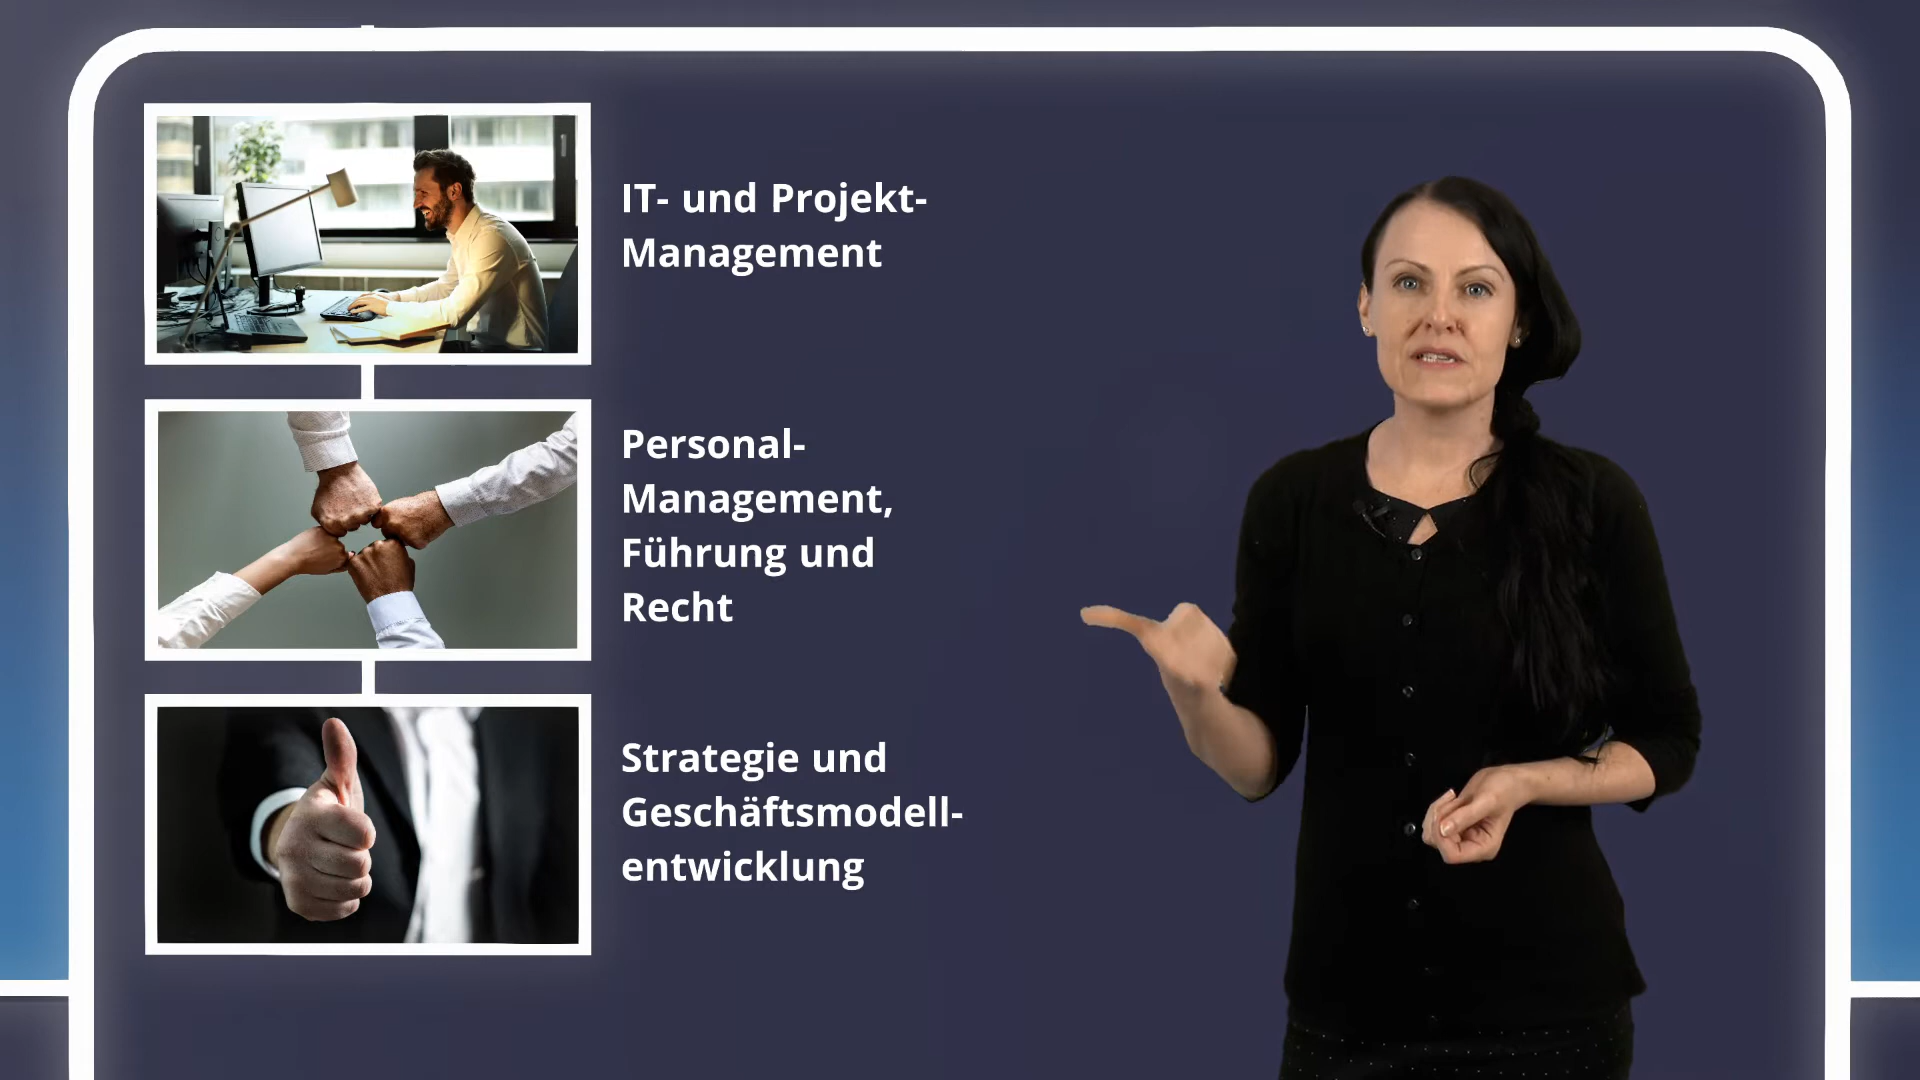 IT- und Projekt-
Management
Personal-
Management,
Führung und
Recht
Strategie und
Geschäftsmodell-
entwicklung